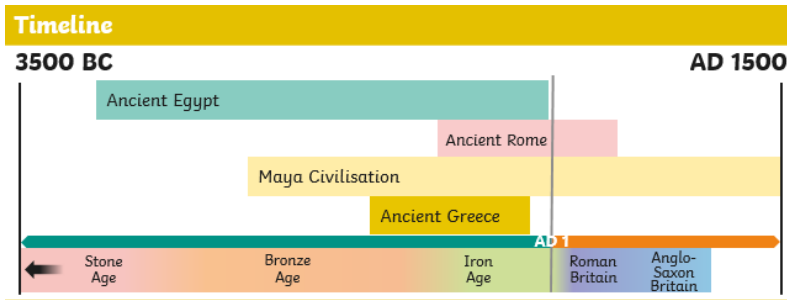 Timeline
3500 BC
AD 1500
Ancient Egypt
Ancient Rome
Maya Civilisation
Ancient Greece
AD 1
Stone
Age
Bronze
Age
Iron
Age
Roman
Britain
Anglo-
Saxon
Britain